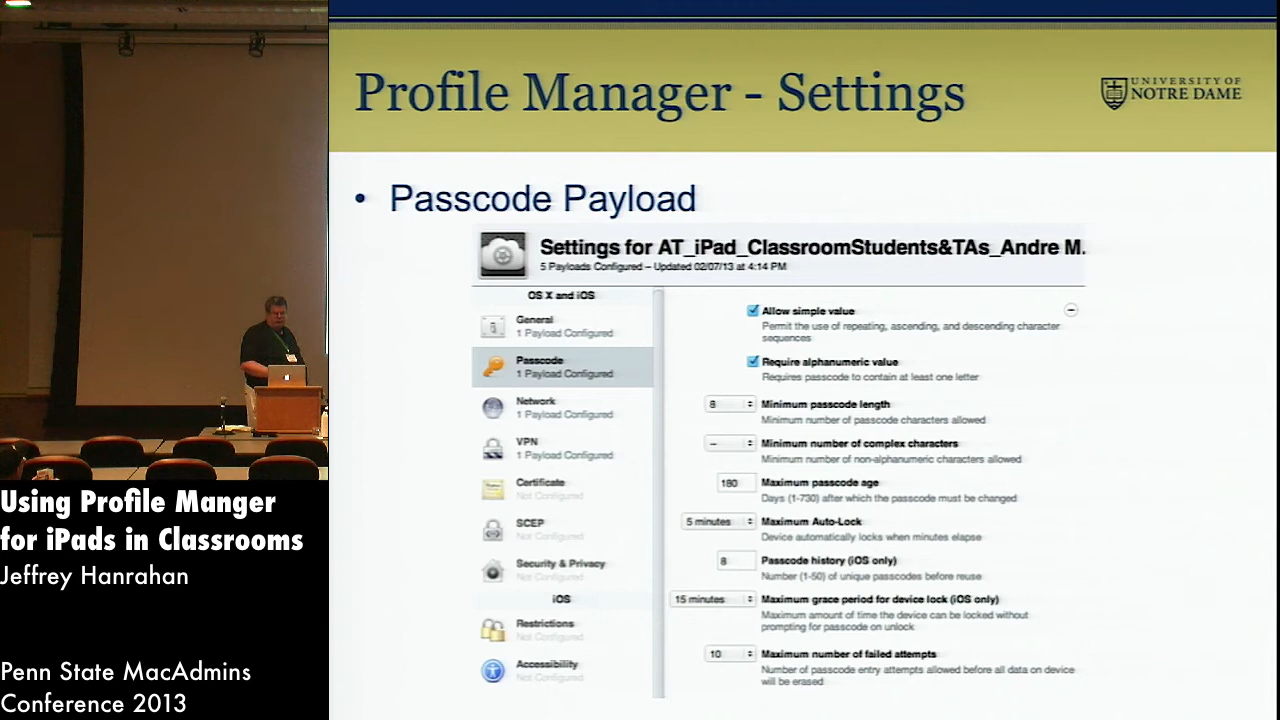 Profile Manager - Settings
UNIVERSITY OF
NOTRE DAME
• Passcode Payload
Settings for AT_iPad_ClassroomStudents&TAs_Andre M.
5 Payloads Configured – Updated 02/07/13 at 4:14 PM
OS X and iOS
General
1 Payload Configured
Passcode
1 Payload Configured
Network
1 Payload Configured
VPN
1 Payload Configured
Certificate
Not Configured
SCEP
Not Configured
Security & Privacy
Not Configured
iOS
Restrictions
Not Configured
Accessibility
Not Configured
Allow simple value
Permit the use of repeating, ascending, and descending character
sequences
Require alphanumeric value
Requires passcode to contain at least one letter
8 Minimum passcode length
Minimum number of passcode characters allowed
-- Minimum number of complex characters
Minimum number of non-alphanumeric characters allowed
180 Maximum passcode age
Days (1-730) after which the passcode must be changed
5 minutes Maximum Auto-Lock
Device automatically locks when minutes elapse
8 Passcode history (iOS only)
Number (1-50) of unique passcodes before reuse
15 minutes Maximum grace period for device lock (iOS only)
Maximum amount of time the device can be locked without
prompting for passcode on unlock
10 Maximum number of failed attempts
Number of passcode entry attempts allowed before all data on device
will be erased
Using Profile Manger
for iPads in Classrooms
Jeffrey Hanrahan
Penn State MacAdmins
Conference 2013